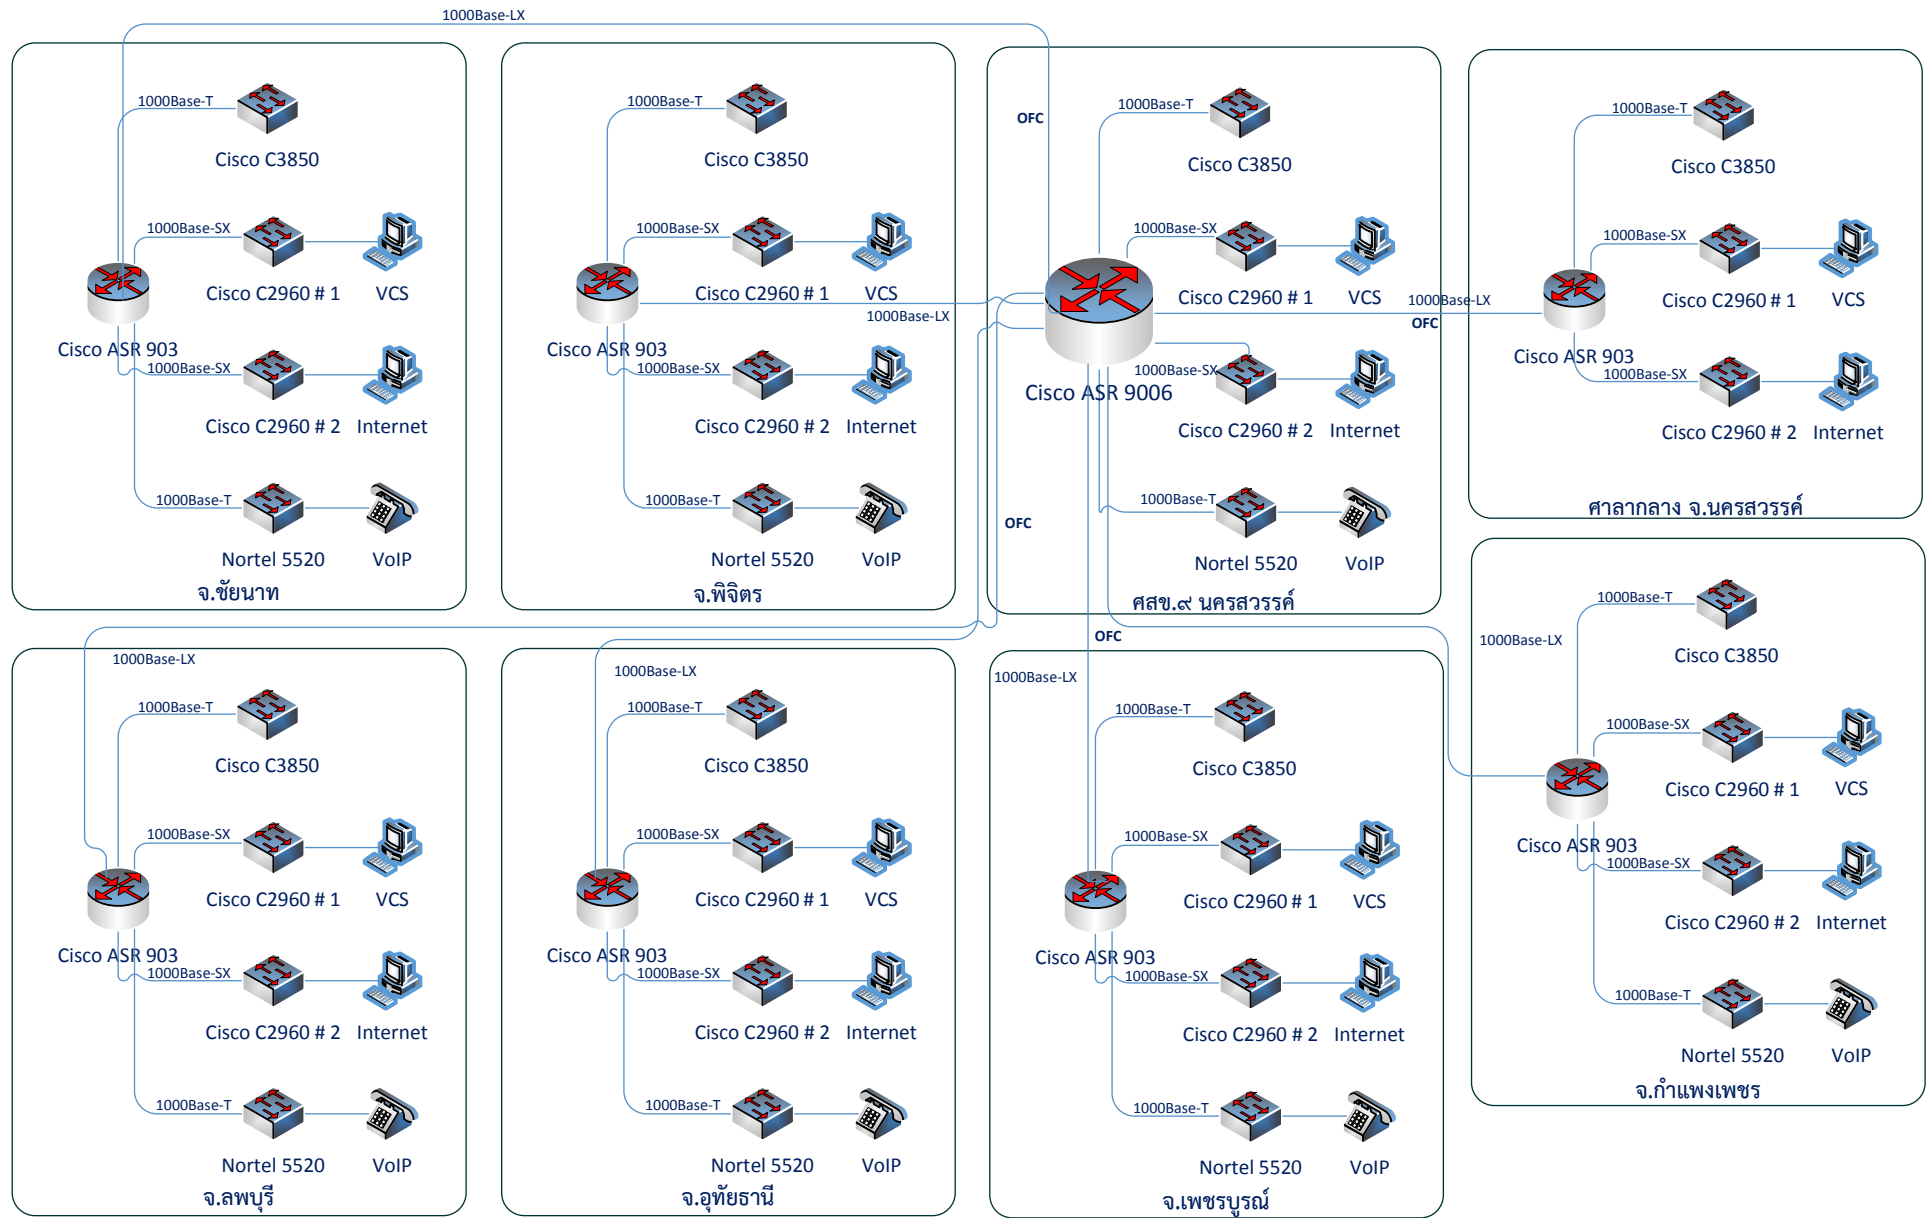 1000Base-LX
1000Base-T
Cisco C3850
1000Base-SX
Cisco C2960 # 1
VCS
Cisco ASR 903
1000Base-SX
Cisco C2960 # 2
Internet
1000Base-T
Nortel 5520
VoIP
จ.ชัยนาท
1000Base-T
Cisco C3850
1000Base-SX
Cisco C2960 # 1
VCS
1000Base-LX
Cisco ASR 903
1000Base-SX
Cisco C2960 # 2
Internet
1000Base-T
Nortel 5520
VoIP
จ.พิจิตร
OFC
1000Base-T
Cisco C3850
1000Base-SX
Cisco C2960 # 1
VCS
1000Base-SX
Cisco ASR 9006
Cisco C2960 # 2
Internet
1000Base-T
OFC
Nortel 5520
VoIP
ศสข.๙ นครสวรรค์
1000Base-LX
OFC
1000Base-T
Cisco C3850
1000Base-SX
Cisco C2960 # 1
VCS
Cisco ASR 903
1000Base-SX
Cisco C2960 # 2
Internet
ศาลากลาง จ.นครสวรรค์
1000Base-LX
1000Base-T
Cisco C3850
1000Base-SX
Cisco C2960 # 1
VCS
Cisco ASR 903
1000Base-SX
Cisco C2960 # 2
Internet
1000Base-T
Nortel 5520
VoIP
จ.กำแพงเพชร
1000Base-LX
1000Base-T
Cisco C3850
1000Base-SX
Cisco C2960 # 1
VCS
Cisco ASR 903
1000Base-SX
Cisco C2960 # 2
Internet
1000Base-T
Nortel 5520
VoIP
จ.ลพบุรี
1000Base-LX
1000Base-T
Cisco C3850
1000Base-SX
Cisco C2960 # 1
VCS
Cisco ASR 903
1000Base-SX
Cisco C2960 # 2
Internet
1000Base-T
Nortel 5520
VoIP
จ.อุทัยธานี
OFC
1000Base-LX
1000Base-T
Cisco C3850
1000Base-SX
Cisco C2960 # 1
VCS
Cisco ASR 903
1000Base-SX
Cisco C2960 # 2
Internet
1000Base-T
Nortel 5520
VoIP
จ.เพชรบูรณ์